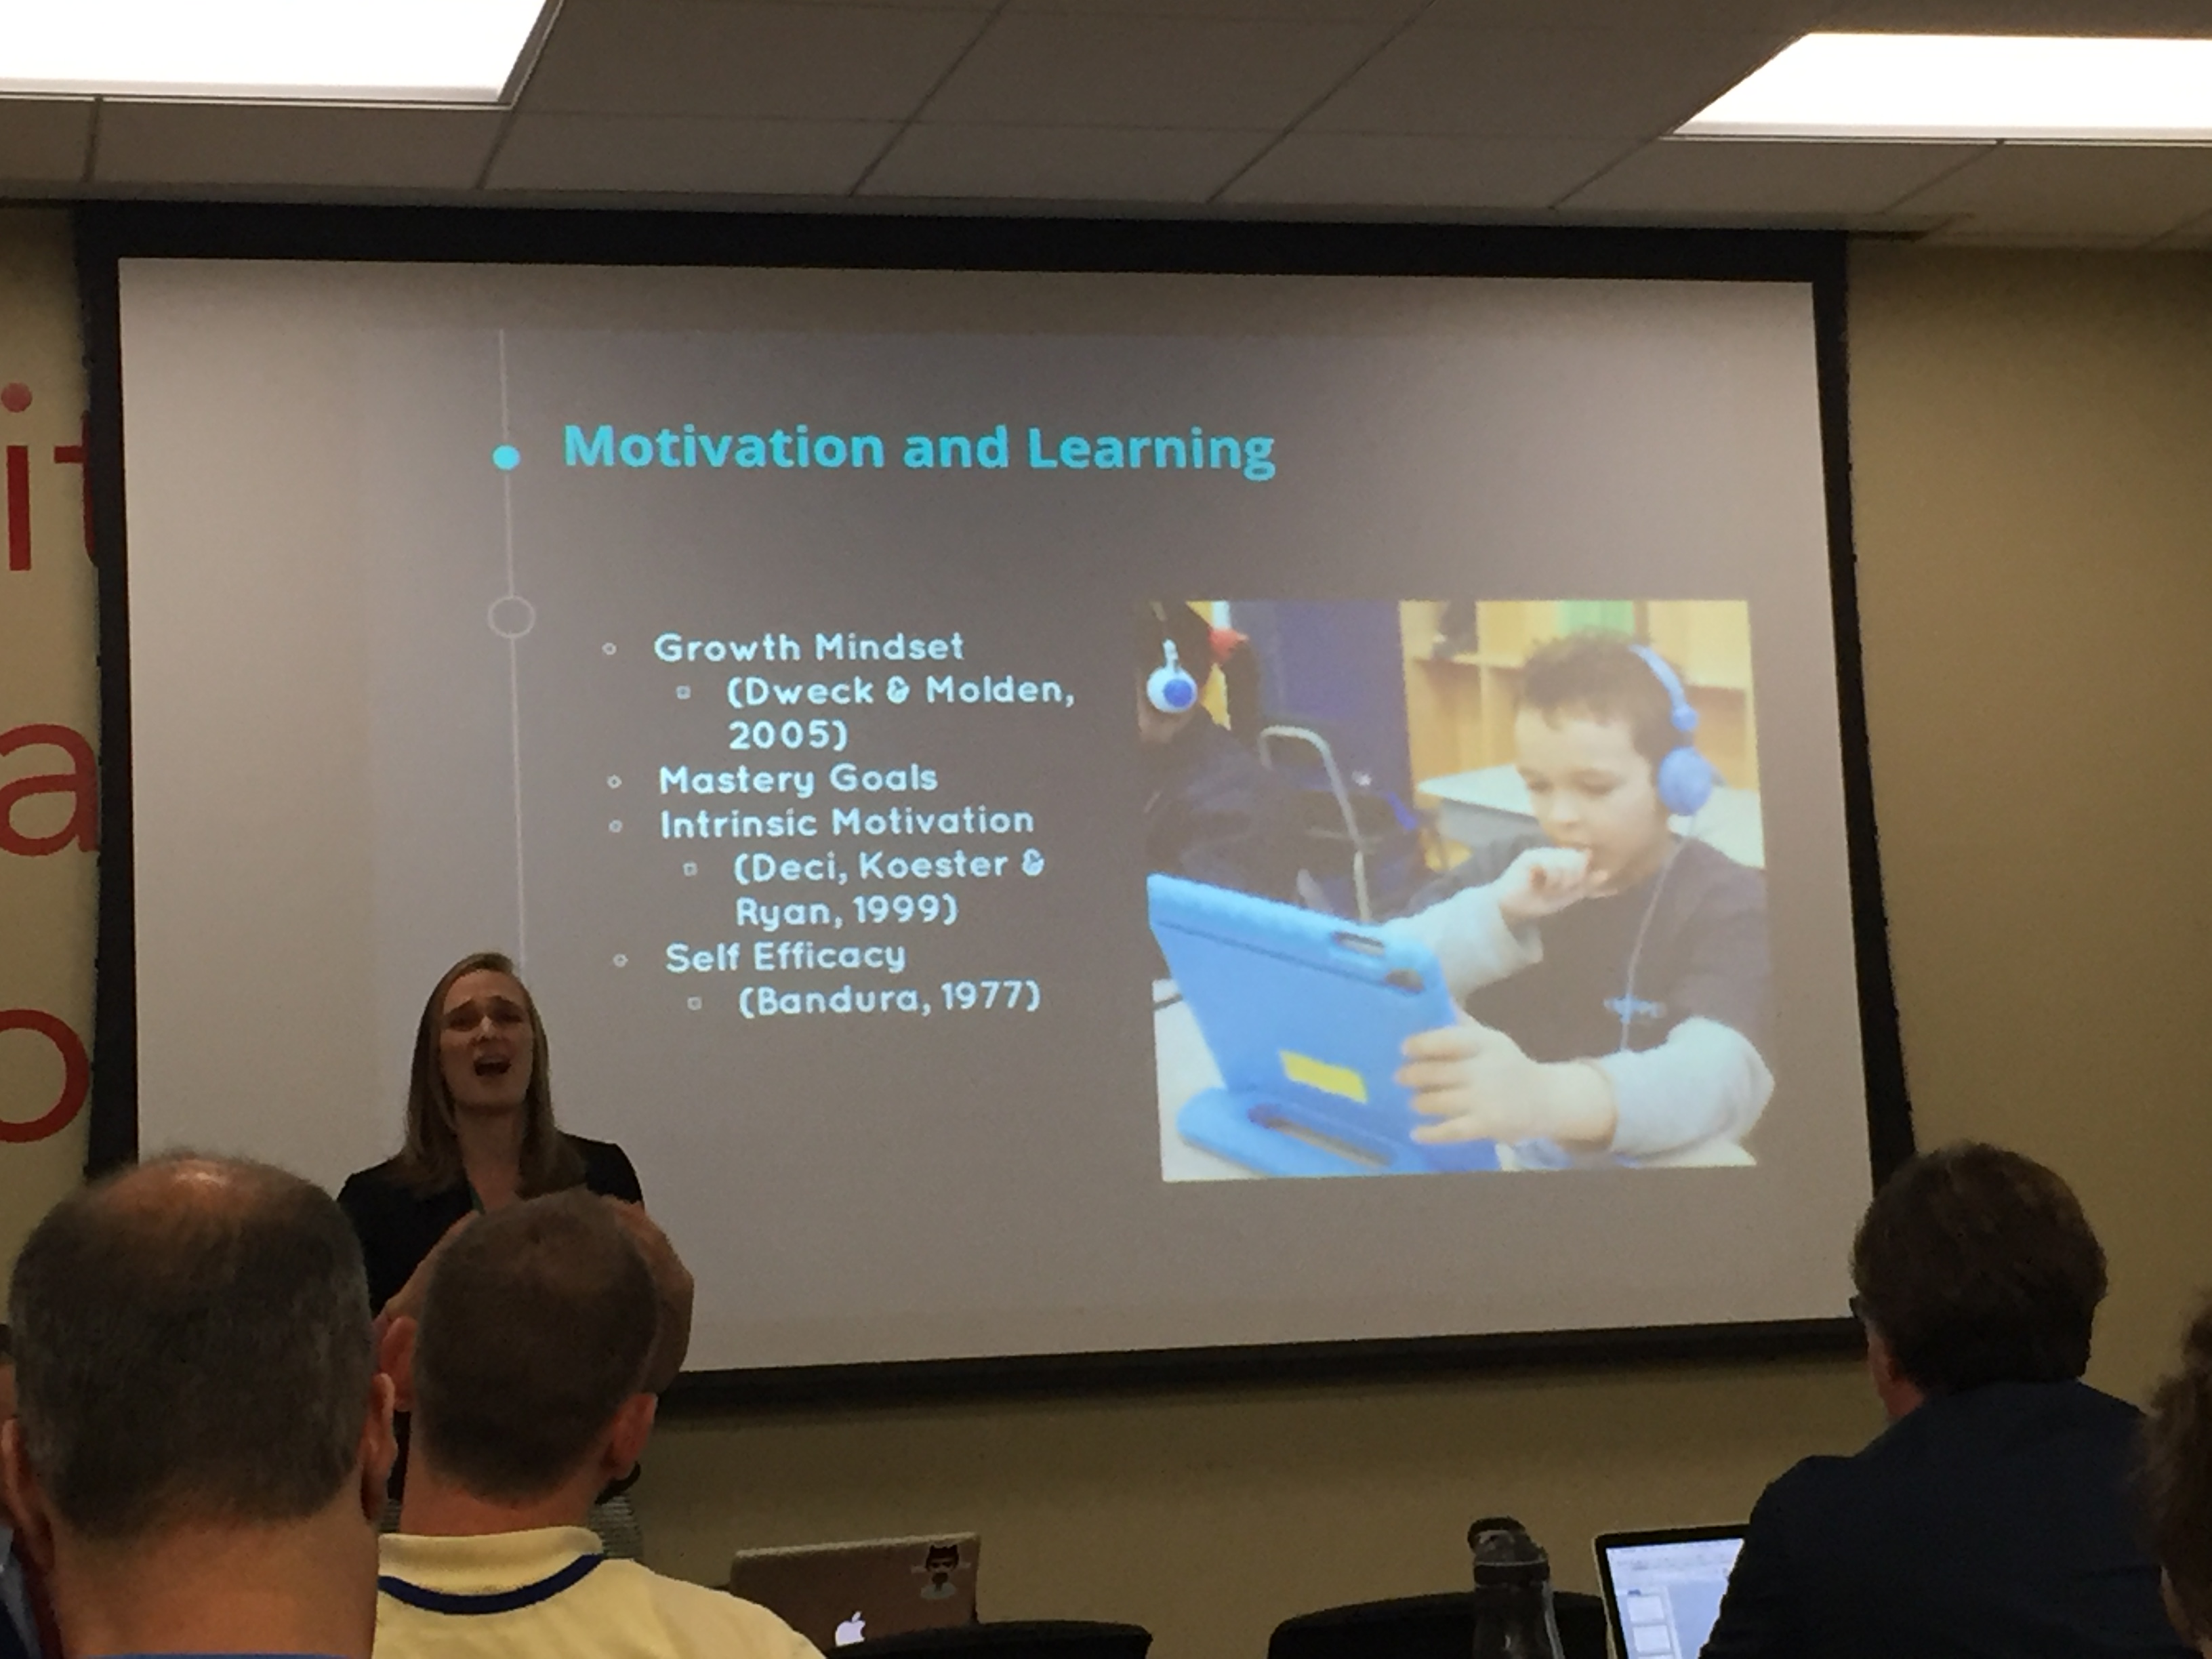 Motivation and Learning
Growth Mindset
(Dweck & Molden,
2005)
Mastery Goals
Intrinsic Motivation
(Deci, Koester &
Ryan, 1999)
Self Efficacy
(Bandura, 1977)
it
a
o